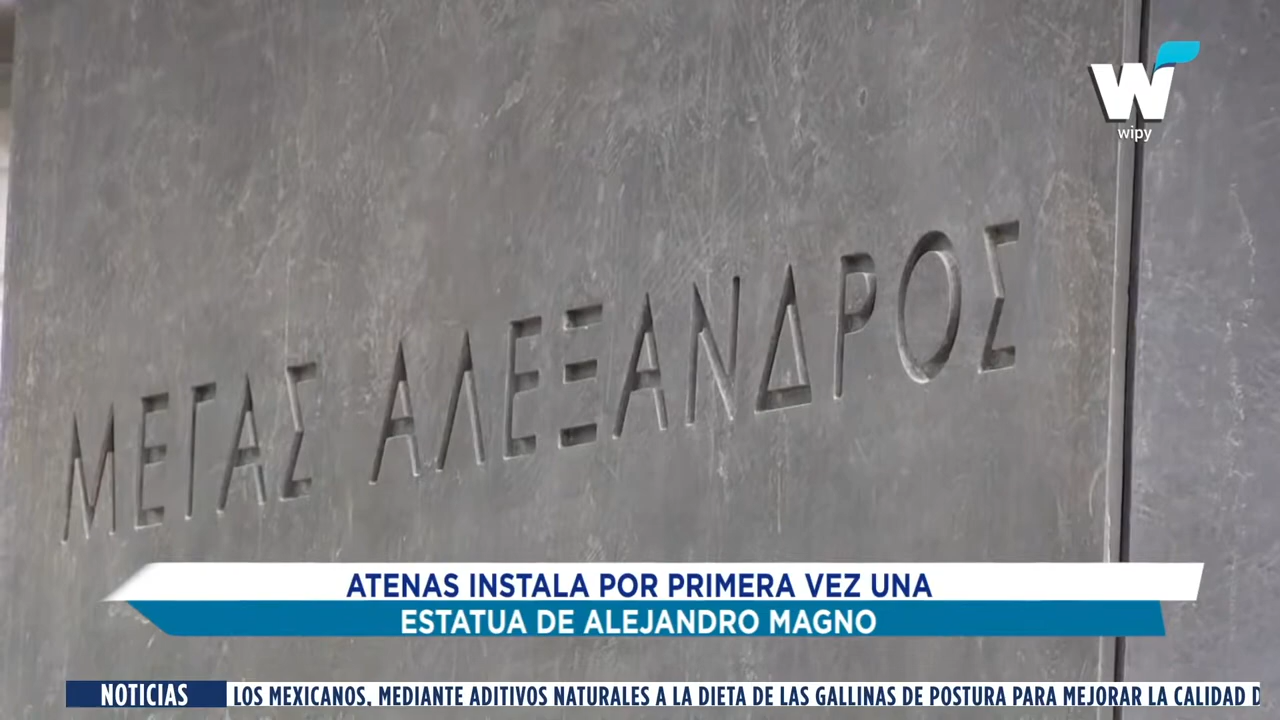 W
wipy
ΜΕΓΑΣ ΑΛΕΞΑΝΔΡΟΣ
ATENAS INSTALA POR PRIMERA VEZ UNA
ESTATUA DE ALEJANDRO MAGNO
NOTICIAS LOS MEXICANOS, MEDIANTE ADITIVOS NATURALES A LA DIETA DE LAS GALLINAS DE POSTURA PARA MEJORAR LA CALIDAD D